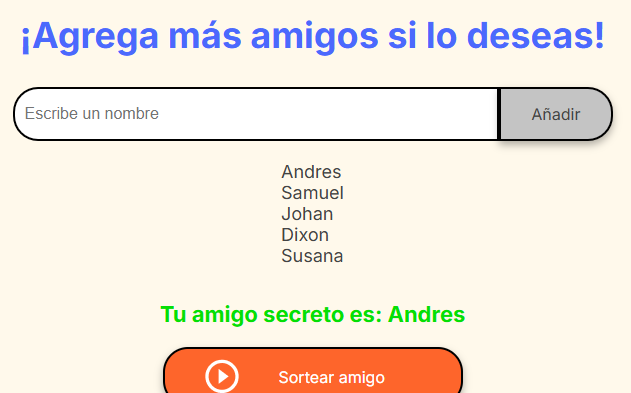 ¡Agrega más amigos si lo deseas!
Escribe un nombre
Añadir
Andres
Samuel
Johan
Dixon
Susana
Tu amigo secreto es: Andres
Sortear amigo